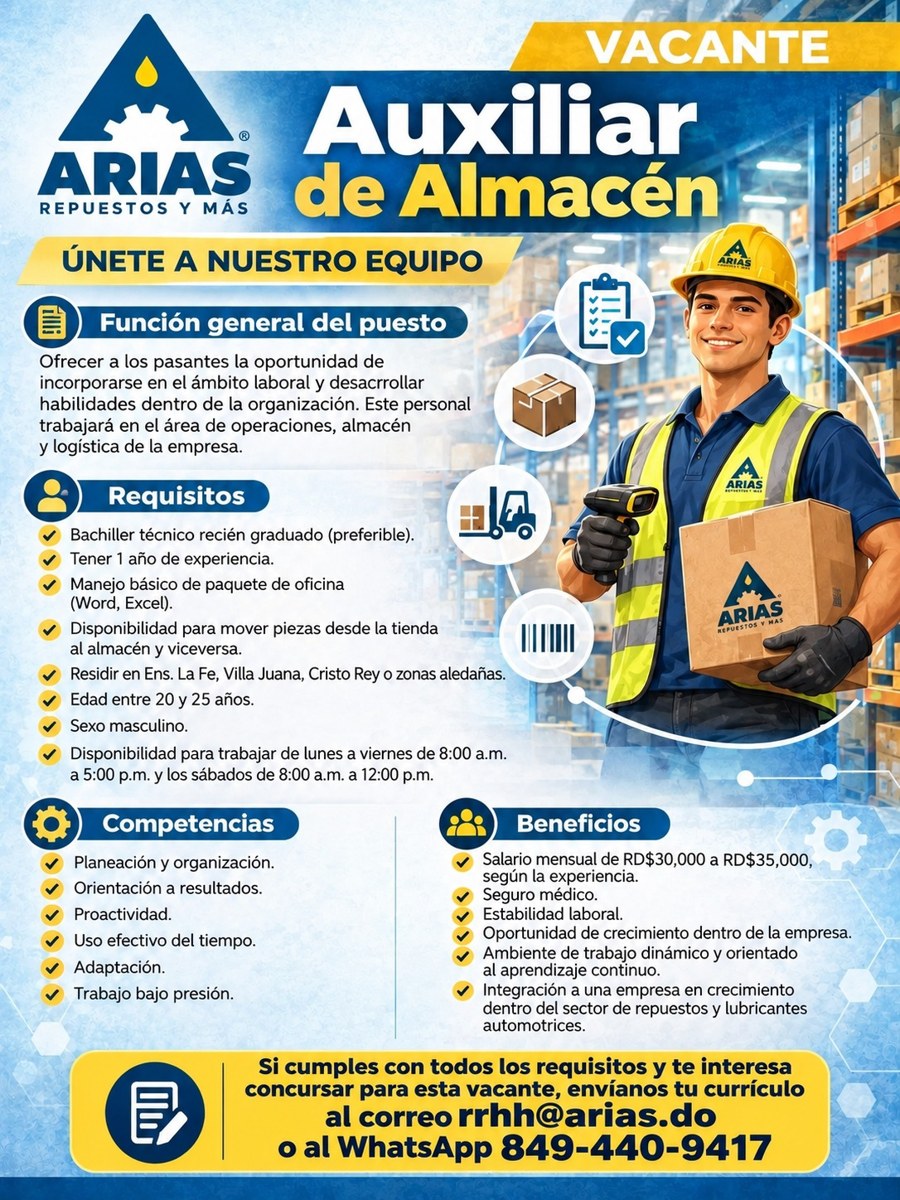 VACANTE
ARIAS®
REPUESTOS Y MÁS
Auxiliar
de Almacén
ÚNETE A NUESTRO EQUIPO
Función general del puesto
Ofrecer a los pasantes la oportunidad de
incorporarse en el ámbito laboral y desacrrollar
habilidades dentro de la organización. Este personal
trabajará en el área de operaciones, almacén
y logística de la empresa.
Requisitos
Bachiller técnico recién graduado (preferible).
Tener 1 año de experiencia.
Manejo básico de paquete de oficina
(Word, Excel).
Disponibilidad para mover piezas desde la tienda
al almacén y viceversa.
Residir en Ens. La Fe, Villa Juana, Cristo Rey o zonas aledañas.
Edad entre 20 y 25 años.
Sexo masculino.
Disponibilidad para trabajar de lunes a viernes de 8:00 a.m.
a 5:00 p.m. y los sábados de 8:00 a.m. a 12:00 p.m.
ARIAS
ARIAS
REPUESTOS Y MAS
ARIAS
REPUESTOS Y MAS
Competencias
Planeación y organización.
Orientación a resultados.
Proactividad.
Uso efectivo del tiempo.
Adaptación.
Trabajo bajo presión.
Beneficios
Salario mensual de RD$30,000 a RD$35,000,
según la experiencia.
Seguro médico.
Estabilidad laboral.
Oportunidad de crecimiento dentro de la empresa.
Ambiente de trabajo dinámico y orientado
al aprendizaje continuo.
Integración a una empresa en crecimiento
dentro del sector de repuestos y lubricantes
automotrices.
Si cumples con todos los requisitos y te interesa
concursar para esta vacante, envíanos tu currículo
al correo rrhh@arias.do
o al WhatsApp 849-440-9417